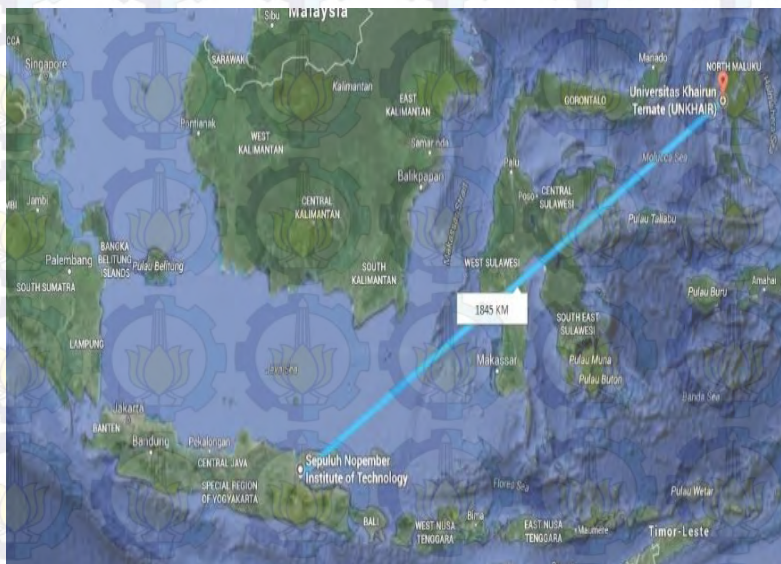 Sibu
Malaysia
Singapore
SARAWAK
Kalimantan
EAST
KALIMANTAN
Manado
NORTH MALUKU
GORONTALO
Universitas Khairun
Ternate (UNKHAIR)
Pontianak
WEST
KALIMANTAN
Samarinda
Molucca Sea
Balikpapan
Palu
Poso
CENTRAL
SULAWESI
Jambi
CENTRAL
KALIMANTAN
Makassar Strait
Pulau Taliabu
BANGKA
BELITUNG
ISLANDS
Pulau Belitung
Palembang
SOUTH SUMATRA
SOUTH
KALIMANTAN
WEST SULAWESI
Pulau Buru
Amahai
1845 KM
SOUTH EAST
SULAWESI
LAMPUNG
Java Sea
Makassar
Pulau Muna
Pulau Buton
Banda Sea
Jakarta
BANTEN
Bandung
Pekalongan
CENTRAL JAVA
Sepuluh Nopember
Institute of Technology
SPECIAL REGION
OF YOGYAKARTA
Flores Sea
Pulau Wetar
BALI
WEST NUSA
TENGGARA
Bima
EAST NUSA
TENGGARA
Maumere
Timor-Leste